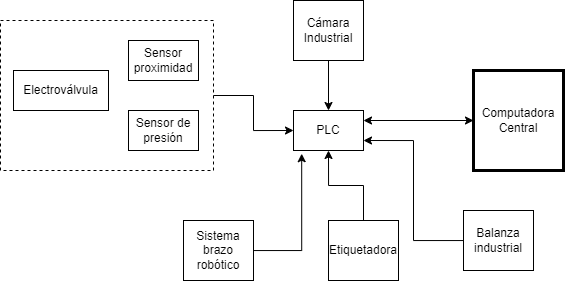 Cámara
Industrial
Sensor
proximidad
Electroválvula
Sensor de
presión
PLC
Computadora
Central
Sistema
brazo
robótico
Etiquetadora
Balanza
industrial